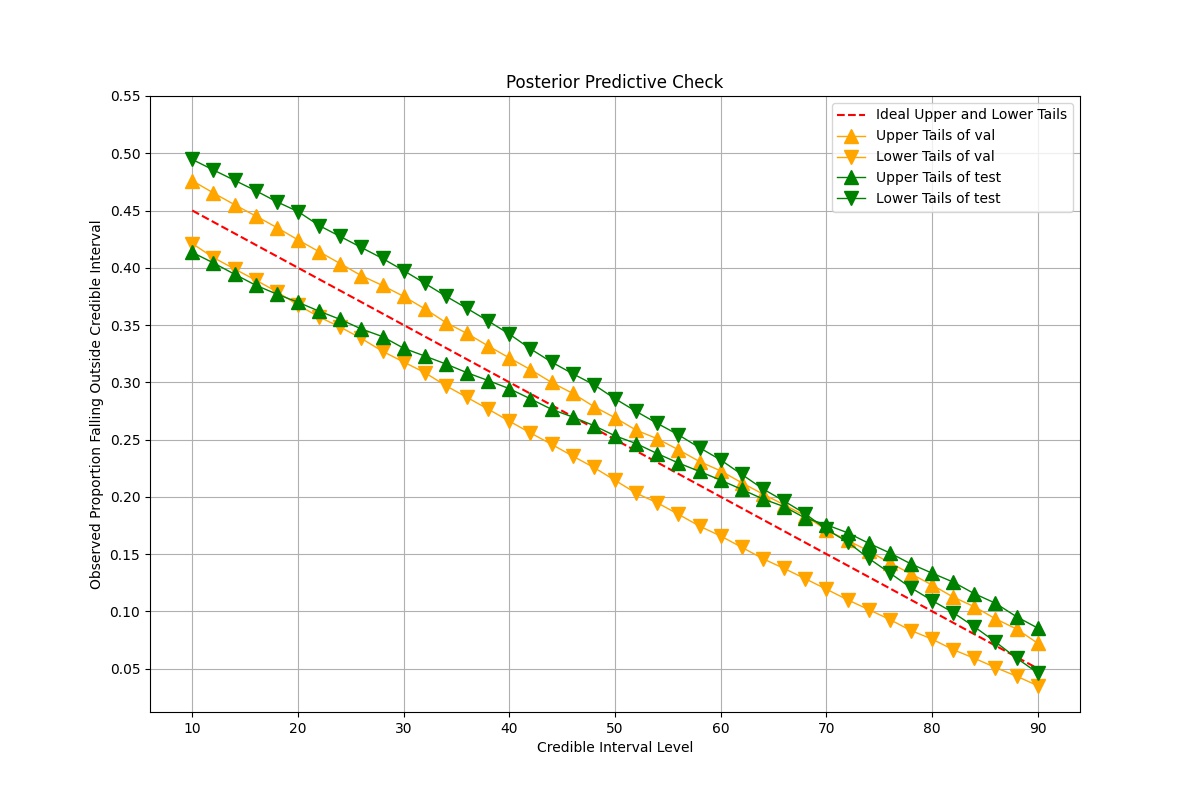 Posterior Predictive Check
Observed Proportion Falling Outside Credible Interval
0.55
0.50
0.45
0.40
0.35
0.30
0.25
0.20
0.15
0.10
0.05
Ideal Upper and Lower Tails
Upper Tails of val
Lower Tails of val
Upper Tails of test
Lower Tails of test
10 20 30 40 50 60 70 80 90
Credible Interval Level